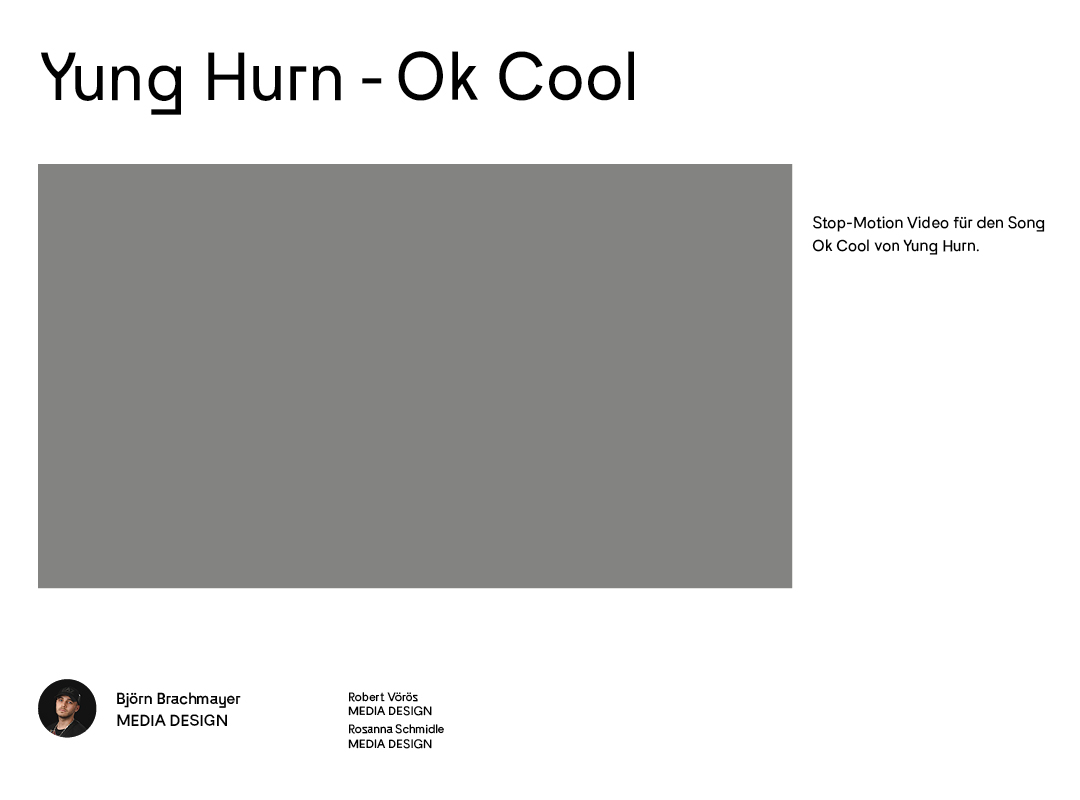 Yung Hurn - Ok Cool
Stop-Motion Video für den Song
Ok Cool von Yung Hurn.
Björn Brachmayer
MEDIA DESIGN
Robert Vörös
MEDIA DESIGN
Rosanna Schmidle
MEDIA DESIGN